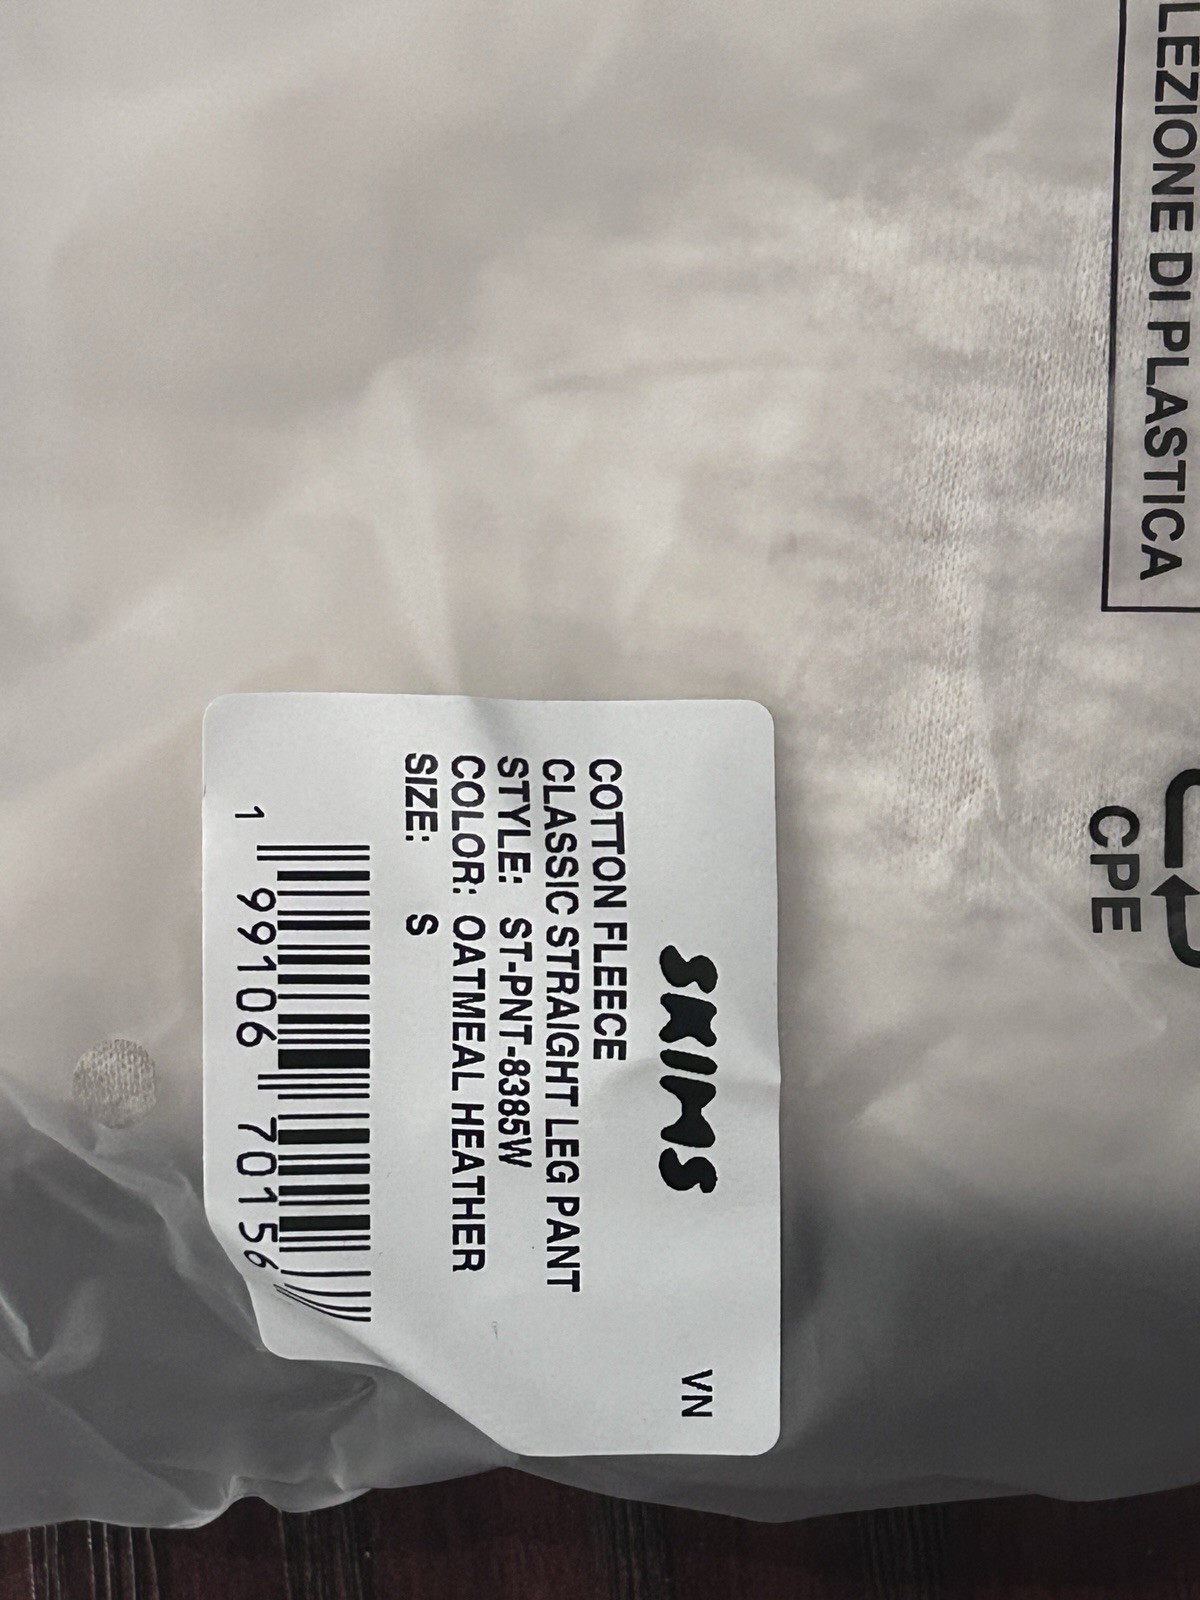 LEZIONE DI PLASTICA
CPE
SKIMS
VN
COTTON FLEECE
CLASSIC STRAIGHT LEG PANT
STYLE: ST-PNT-8385W
COLOR: OATMEAL HEATHER
SIZE: S
1 99106 70156